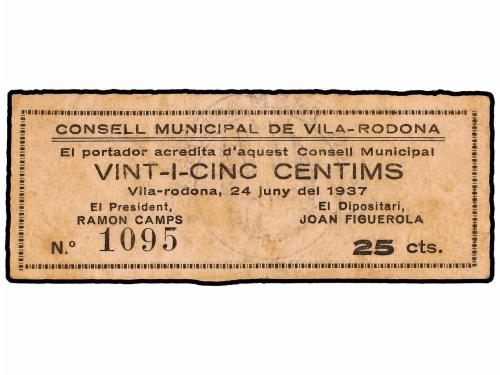 CONSELL MUNICIPAL DE VILA-RODONA
El portador acredita d'aquest Consell Municipal
VINT-I-CINC CENTIMS
Vila-rodona, 24 juny del 1937
El President, El Dipositari,
RAMON CAMPS JOAN FIGUEROLA
N.º 1095 25 cts.